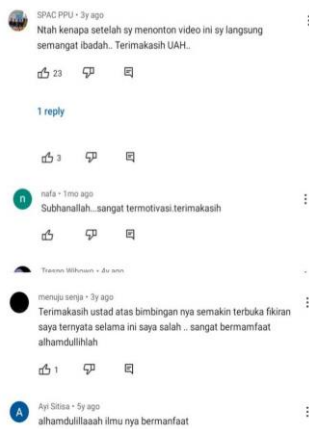 SPAC PPU • 3y ago
Ntah kenapa setelah sy menonton video ini sy langsung
semangat ibadah.. Terimakasih UAH..
23
1 reply
3
n
nafa • 1mo ago
Subhanallah...sangat termotivasi.terimakasih
menuju senja • 3y ago
Terimakasih ustad atas bimbingan nya semakin terbuka fikiran
saya ternyata selama ini saya salah .. sangat bermamfaat
alhamdullihlah
1
A
Ayi Sitisa • 5y ago
alhamdulillaaah ilmu nya bermanfaat